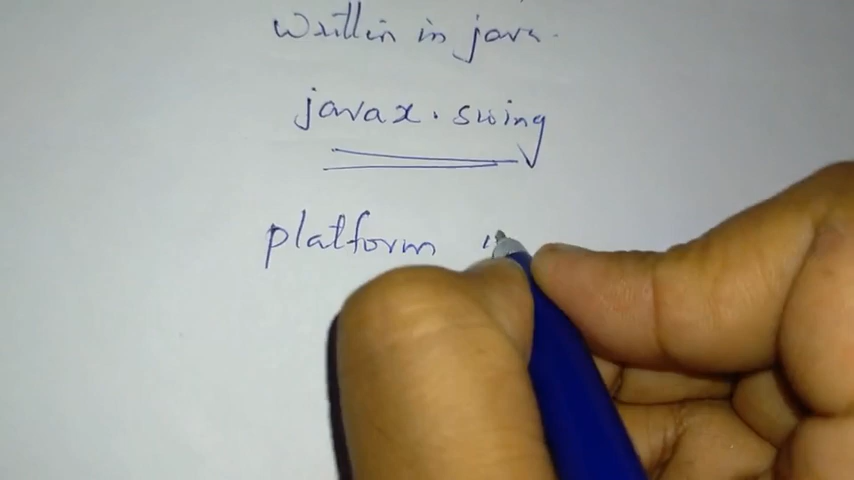 written in java.
javax.swing
platform